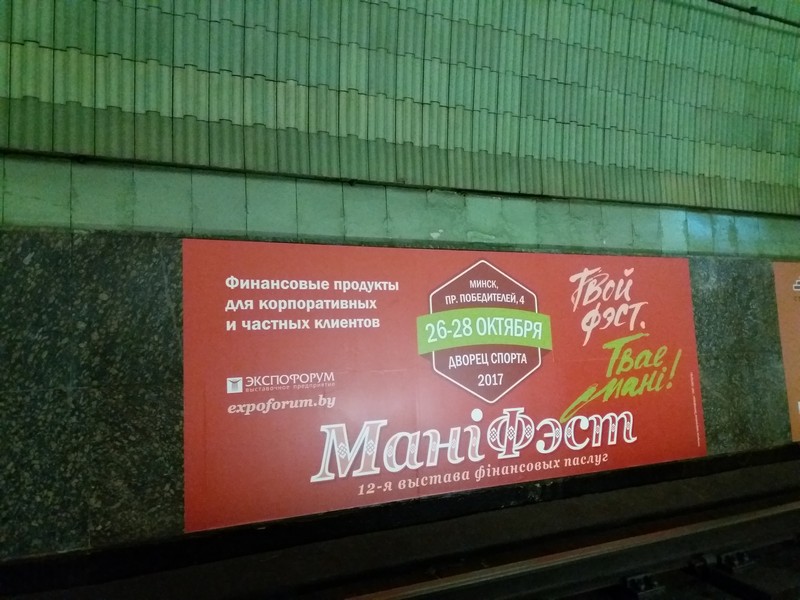 Финансовые продукты
для корпоративных
и частных клиентов
ЭКСПОФОРУМ
выставочное предприятие
expoforum.by
МИНСК,
ПР. ПОБЕДИТЕЛЕЙ, 4
26-28 ОКТЯБРЯ
ДВОРЕЦ СПОРТА
2017
Твой
фэст,
Твае
мані!
МаніФэст
12-я выстава фінансовых паслуг